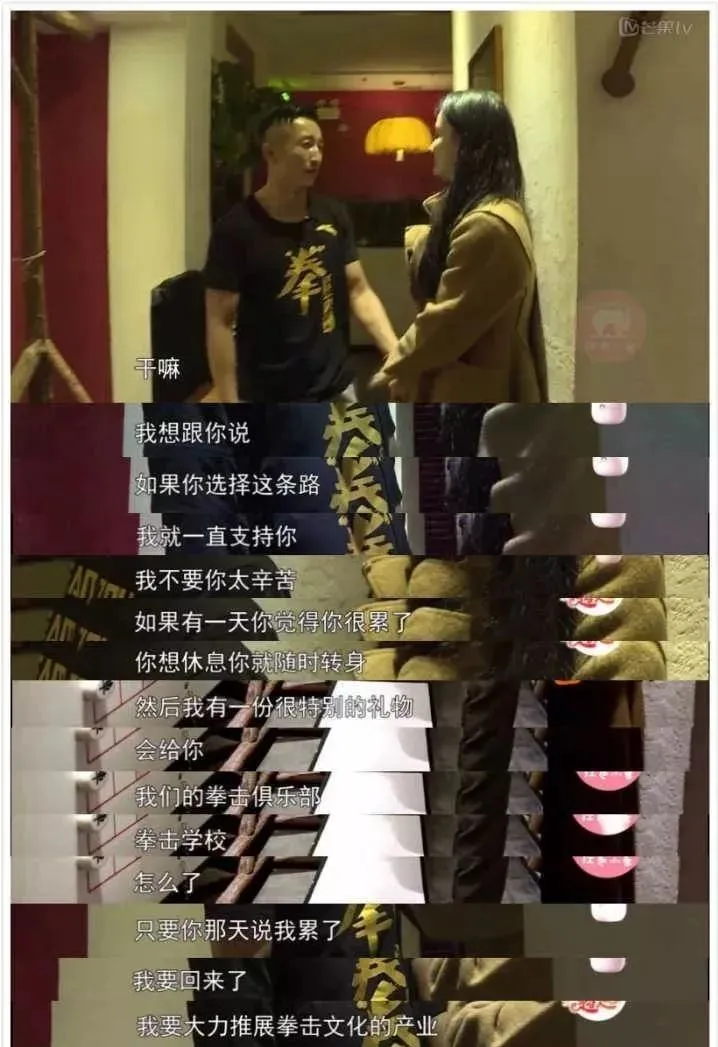 芒果tv
拳
干嘛
我想跟你说
如果你选择这条路
我就一直支持你
我不要你太辛苦
如果有一天你觉得你很累了
你想休息你就随时转身
然后我有一份很特别的礼物
会给你
我们的拳击俱乐部
拳击学校
怎么了
只要你那天说我累了
我要回来了
我要大力推展拳击文化的产业